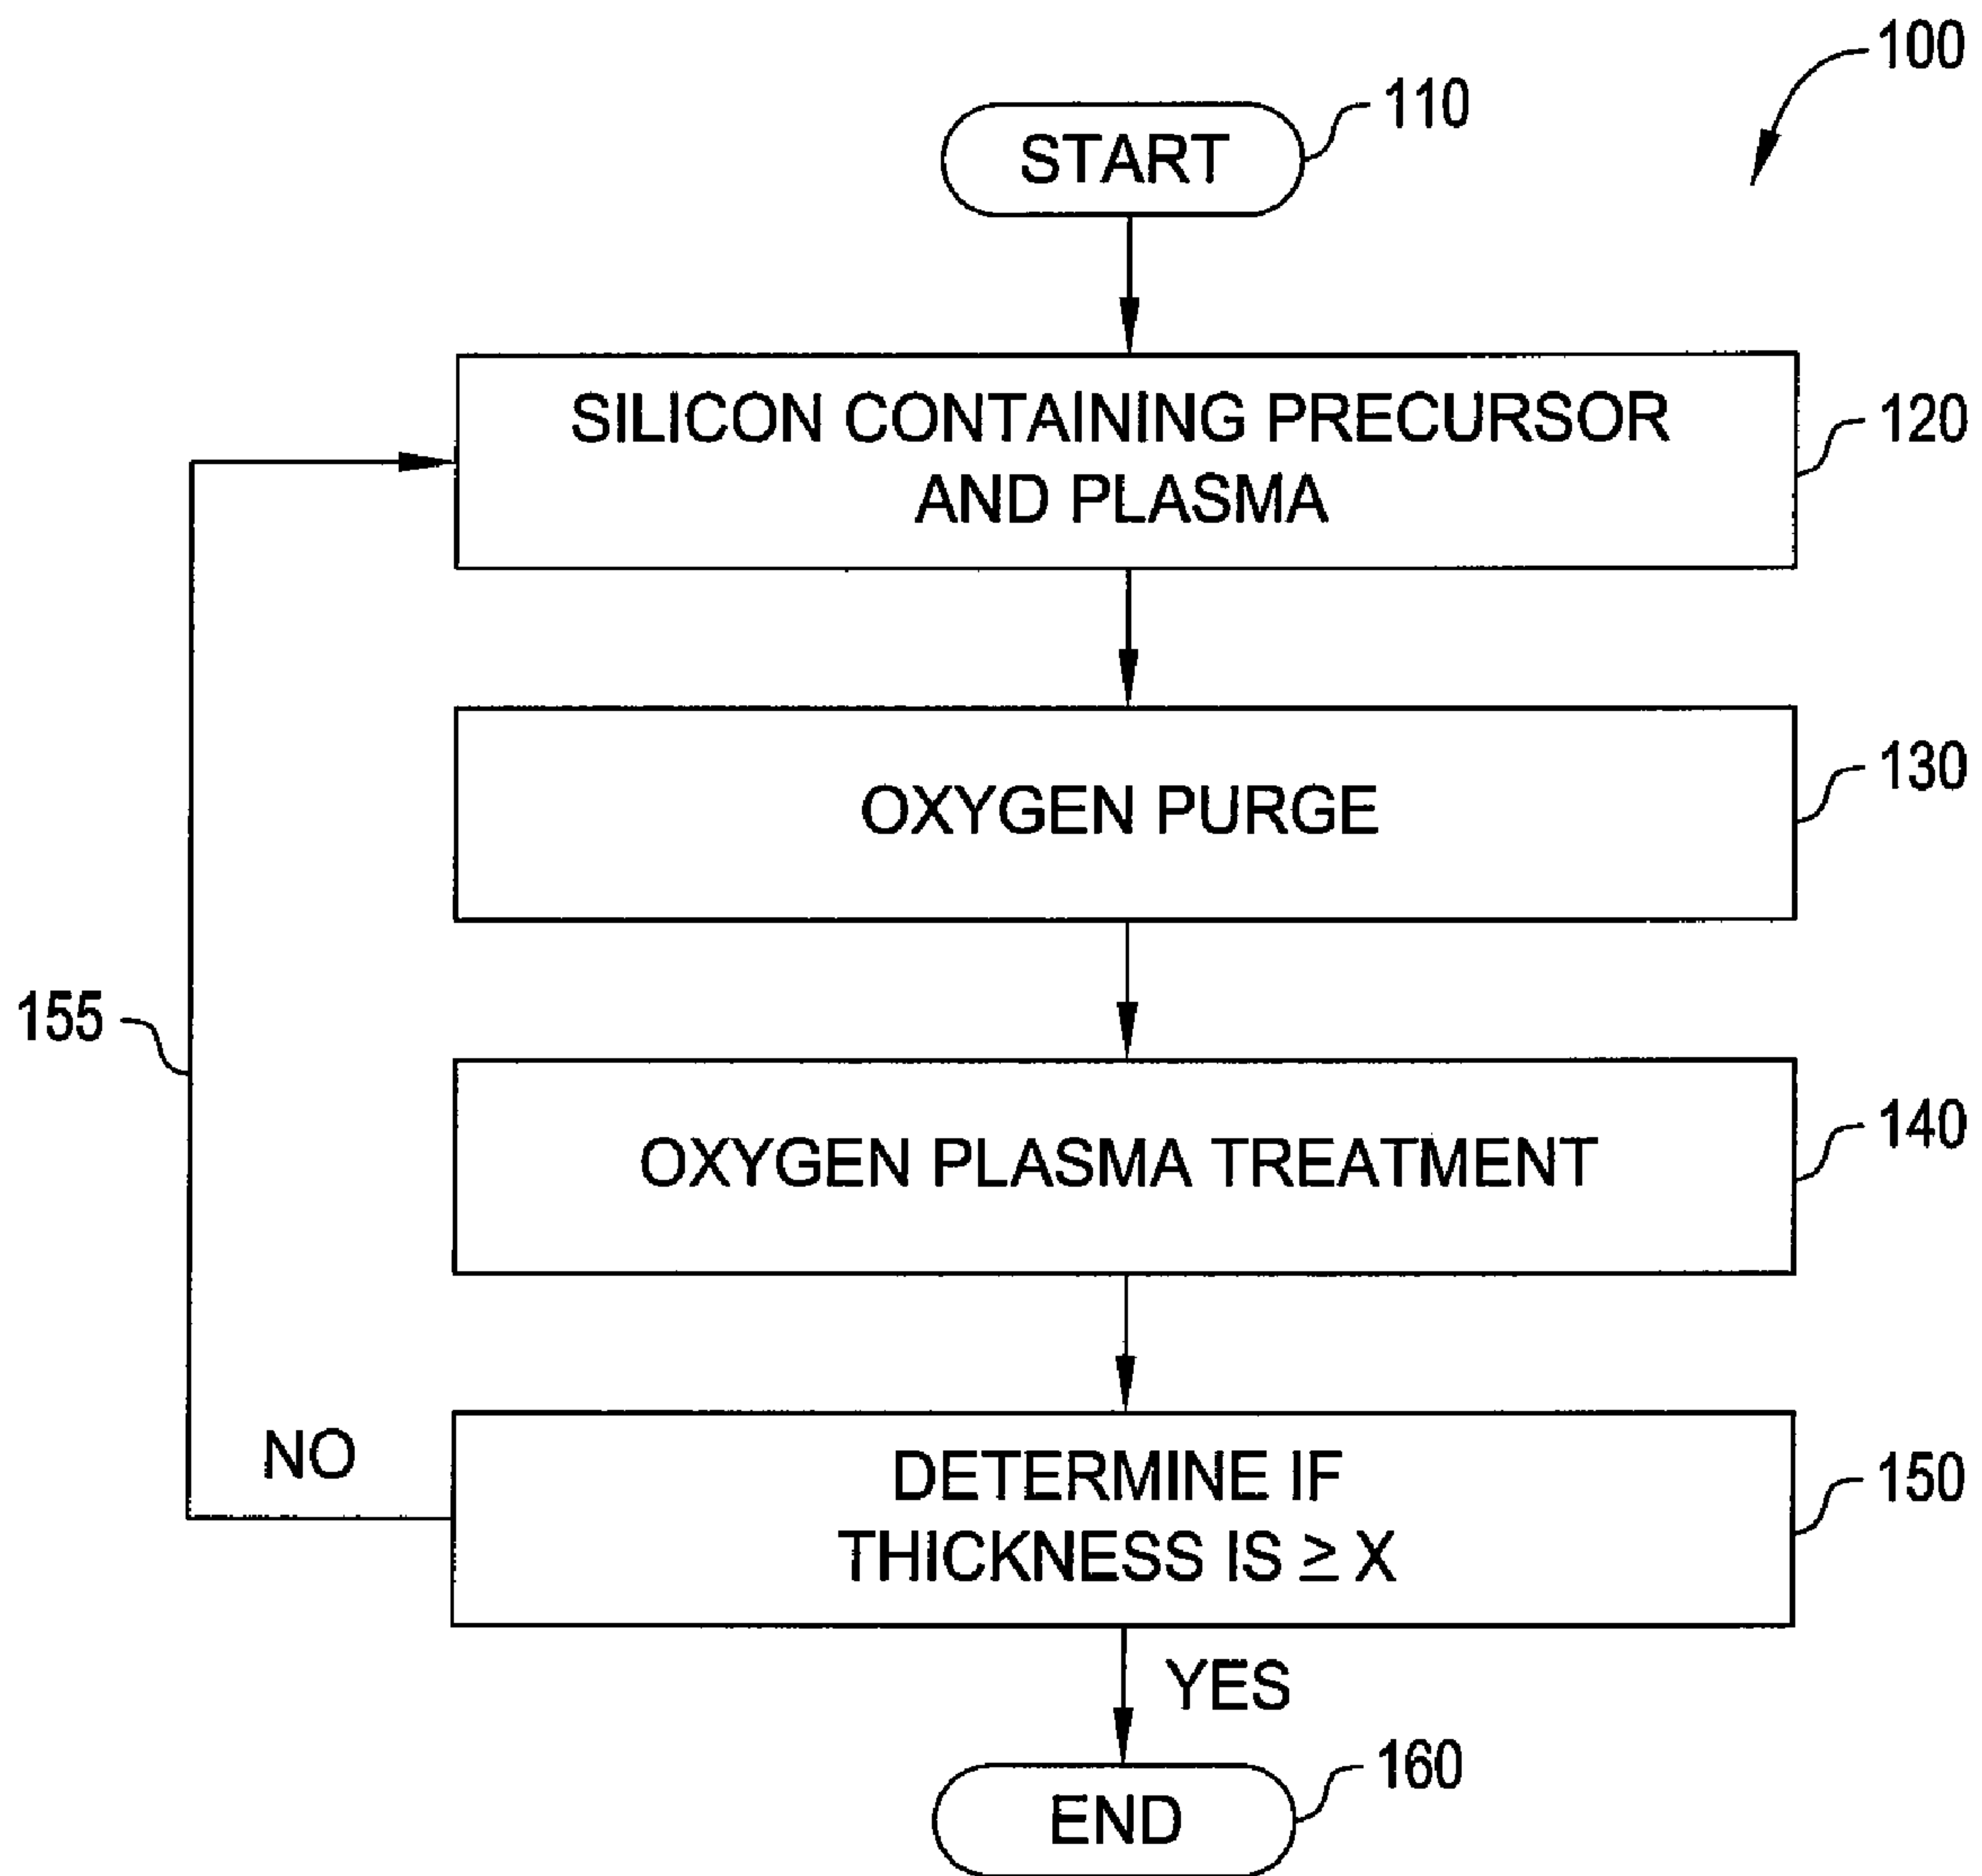 100
110
START
SILICON CONTAINING PRECURSOR
AND PLASMA
120
OXYGEN PURGE
130
155
OXYGEN PLASMA TREATMENT
140
NO
DETERMINE IF
THICKNESS IS ≥ X
150
YES
160
END